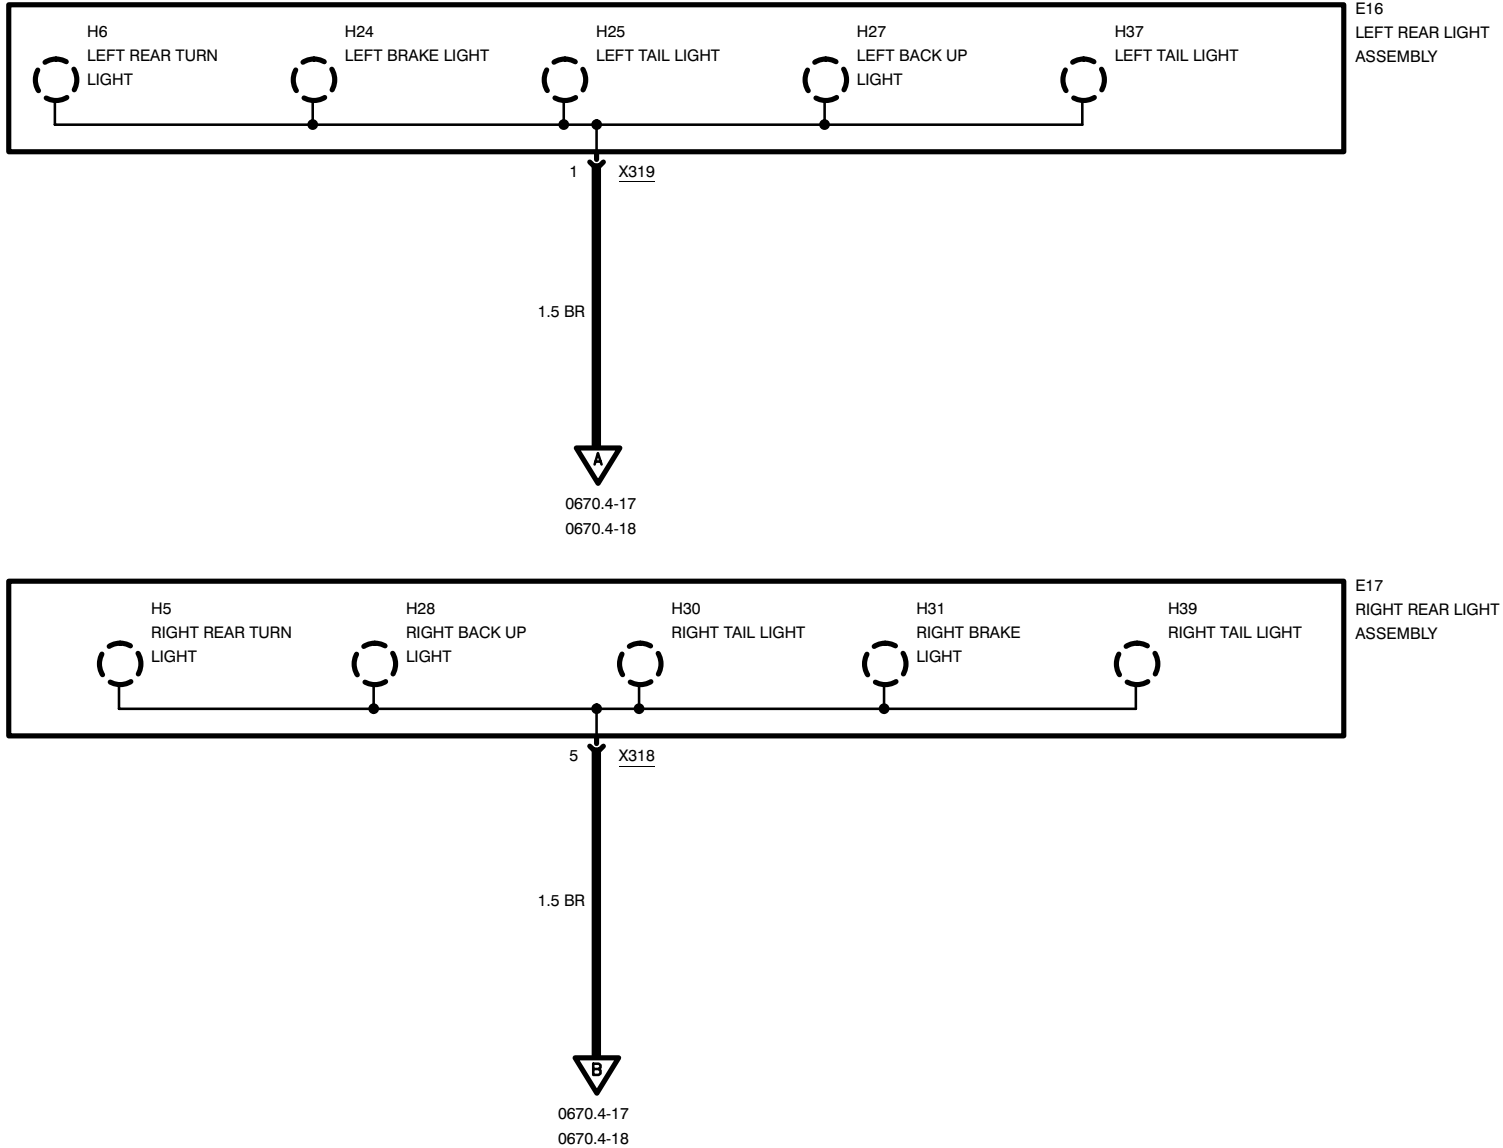 E16
LEFT REAR LIGHT
ASSEMBLY
H6
LEFT REAR TURN
LIGHT
H24
LEFT BRAKE LIGHT
H25
LEFT TAIL LIGHT
H27
LEFT BACK UP
LIGHT
H37
LEFT TAIL LIGHT
1
X319
1.5 BR
A
0670.4-17
0670.4-18
E17
RIGHT REAR LIGHT
ASSEMBLY
H5
RIGHT REAR TURN
LIGHT
H28
RIGHT BACK UP
LIGHT
H30
RIGHT TAIL LIGHT
H31
RIGHT BRAKE
LIGHT
H39
RIGHT TAIL LIGHT
5
X318
1.5 BR
B
0670.4-17
0670.4-18